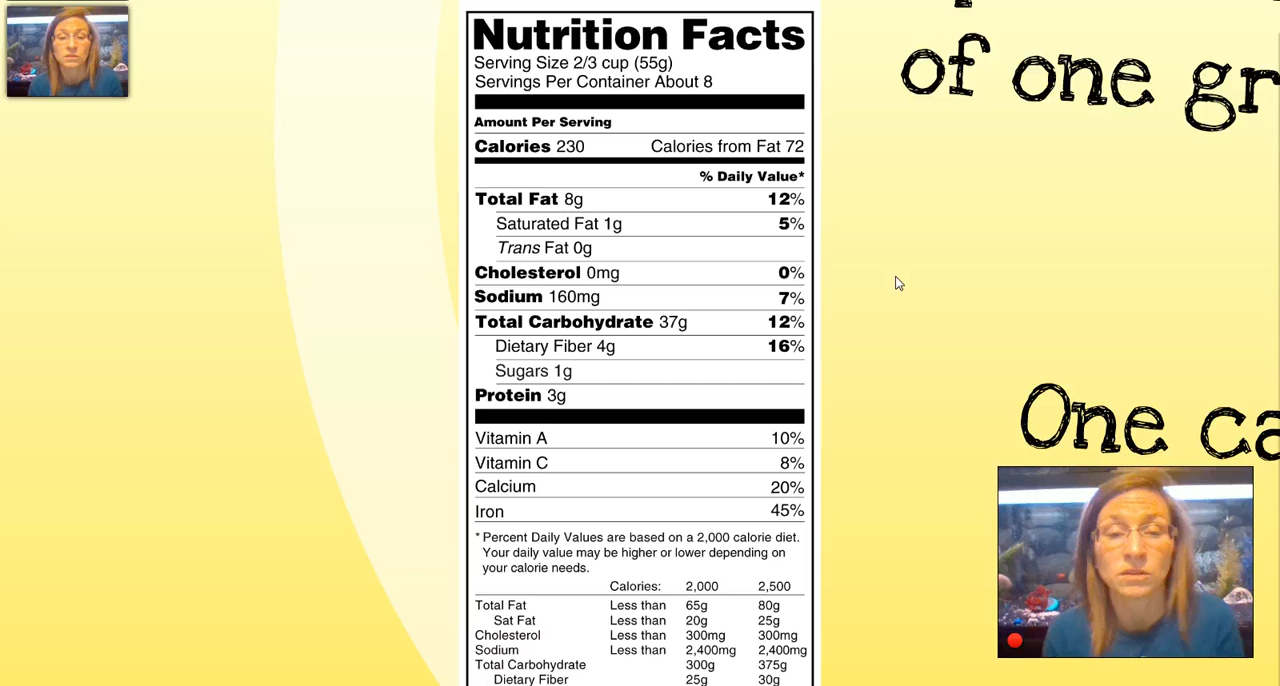 Nutrition Facts
Serving Size 2/3 cup (55g)
Servings Per Container About 8
Amount Per Serving
Calories 230 Calories from Fat 72
% Daily Value*
Total Fat 8g 12%
Saturated Fat 1g 5%
Trans Fat 0g
Cholesterol 0mg 0%
Sodium 160mg 7%
Total Carbohydrate 37g 12%
Dietary Fiber 4g 16%
Sugars 1g
Protein 3g
Vitamin A 10%
Vitamin C 8%
Calcium 20%
Iron 45%
* Percent Daily Values are based on a 2,000 calorie diet.
Your daily value may be higher or lower depending on
your calorie needs.
Calories: 2,000 2,500
Total Fat Less than 65g 80g
Sat Fat Less than 20g 25g
Cholesterol Less than 300mg 300mg
Sodium Less than 2,400mg 2,400mg
Total Carbohydrate 300g 375g
Dietary Fiber 25g 30g
of one gr
One ca